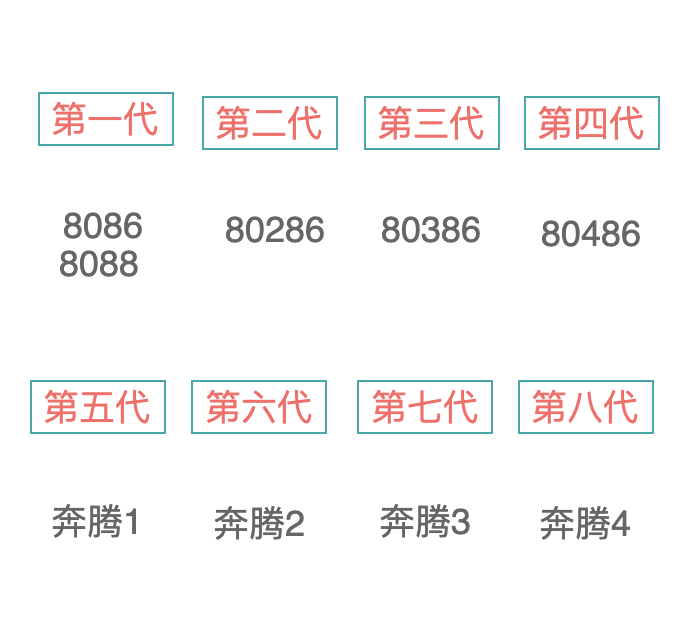 第一代
第二代
第三代
第四代
8086
8088
80286
80386
80486
第五代
第六代
第七代
第八代
奔腾1
奔腾2
奔腾3
奔腾4